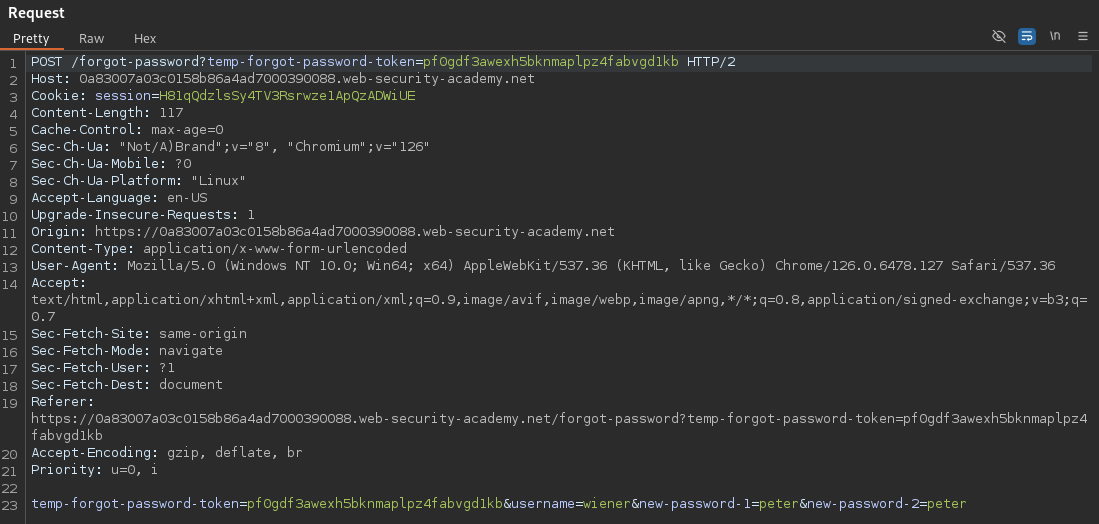 Request
Pretty Raw Hex \n
1 POST /forgot-password?temp-forgot-password-token=pf0gdf3awexh5bknmaplpz4fabvgd1kb HTTP/2
2 Host: 0a83007a03c0158b86a4ad7000390088.web-security-academy.net
3 Cookie: session=H81qQdzlsSy4TV3Rsrwze1ApQzADWiUE
4 Content-Length: 117
5 Cache-Control: max-age=0
6 Sec-Ch-Ua: "Not/A)Brand";v="8", "Chromium";v="126"
7 Sec-Ch-Ua-Mobile: ?0
8 Sec-Ch-Ua-Platform: "Linux"
9 Accept-Language: en-US
10 Upgrade-Insecure-Requests: 1
11 Origin: https://0a83007a03c0158b86a4ad7000390088.web-security-academy.net
12 Content-Type: application/x-www-form-urlencoded
13 User-Agent: Mozilla/5.0 (Windows NT 10.0; Win64; x64) AppleWebKit/537.36 (KHTML, like Gecko) Chrome/126.0.6478.127 Safari/537.36
14 Accept:
text/html,application/xhtml+xml,application/xml;q=0.9,image/avif,image/webp,image/apng,*/*;q=0.8,application/signed-exchange;v=b3;q=
0.7
15 Sec-Fetch-Site: same-origin
16 Sec-Fetch-Mode: navigate
17 Sec-Fetch-User: ?1
18 Sec-Fetch-Dest: document
19 Referer:
https://0a83007a03c0158b86a4ad7000390088.web-security-academy.net/forgot-password?temp-forgot-password-token=pf0gdf3awexh5bknmaplpz4
fabvgd1kb
20 Accept-Encoding: gzip, deflate, br
21 Priority: u=0, i
22
23 temp-forgot-password-token=pf0gdf3awexh5bknmaplpz4fabvgd1kb&username=wiener&new-password-1=peter&new-password-2=peter